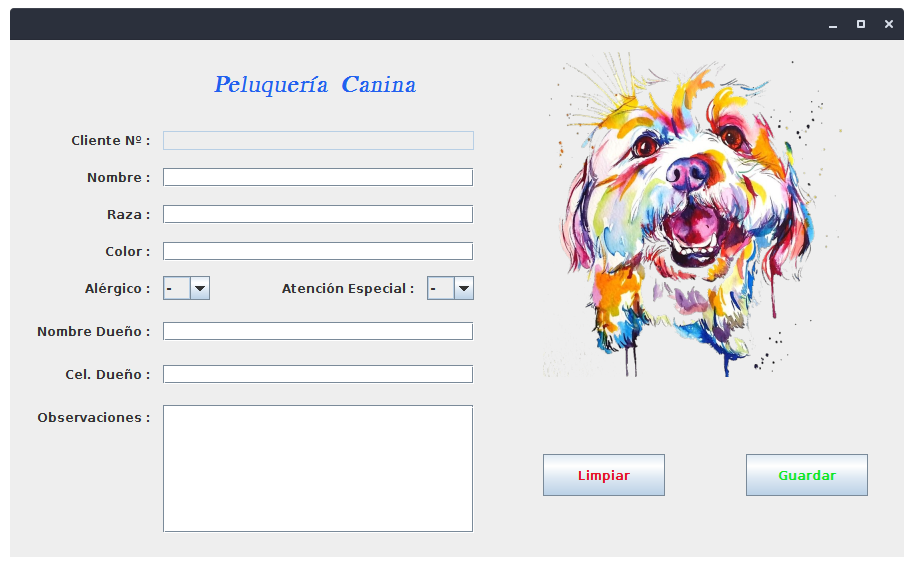 Peluquería Canina
Cliente Nº :
Nombre :
Raza :
Color :
Alérgico : - Atención Especial : -
Nombre Dueño :
Cel. Dueño :
Observaciones :
Limpiar Guardar